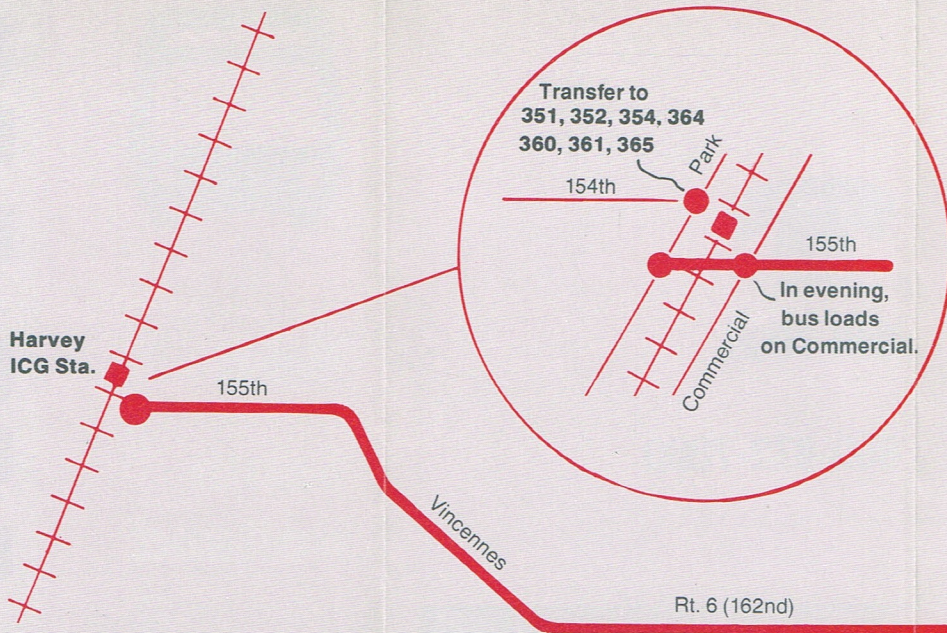 Transfer to
351, 352, 354, 364
360, 361, 365
Park
154th
155th
In evening,
bus loads
on Commercial.
Commercial
Harvey
ICG Sta.
155th
Vincennes
Rt. 6 (162nd)